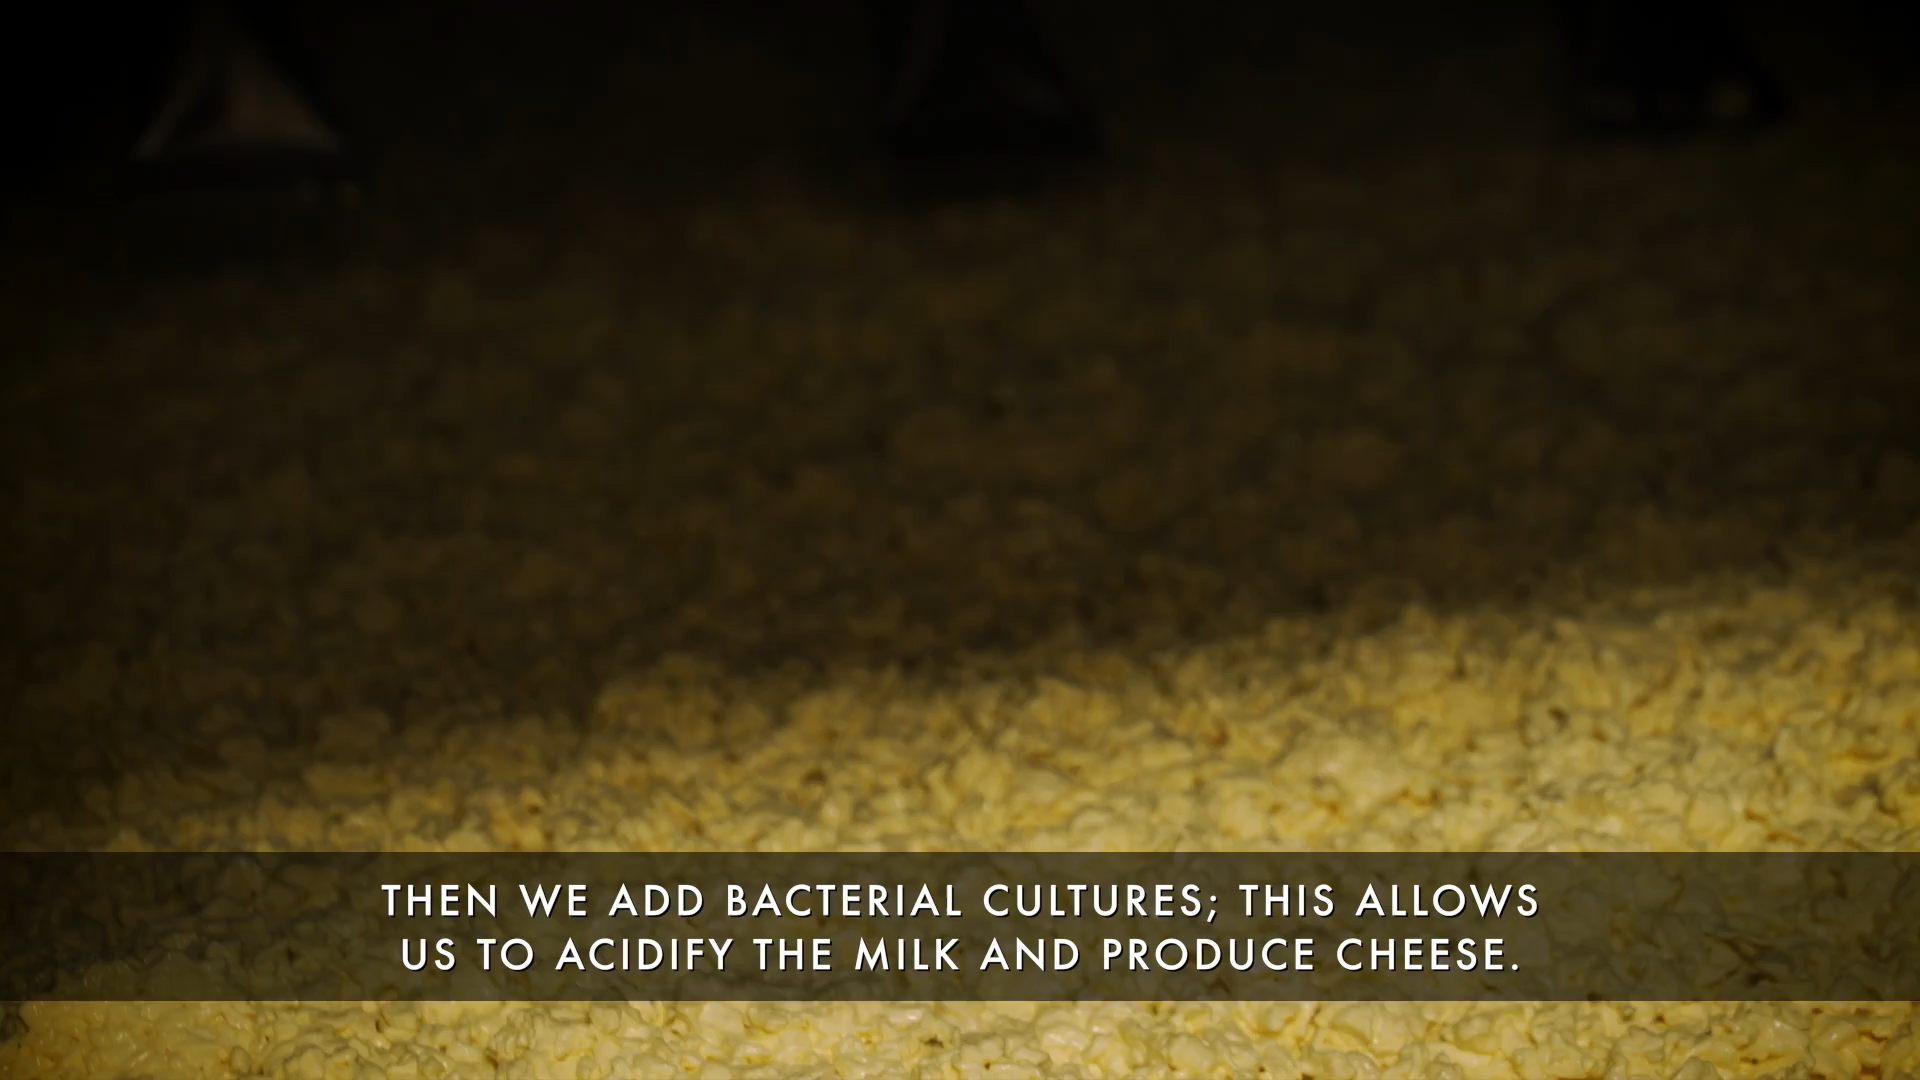 THEN WE ADD BACTERIAL CULTURES; THIS ALLOWS
US TO ACIDIFY THE MILK AND PRODUCE CHEESE.